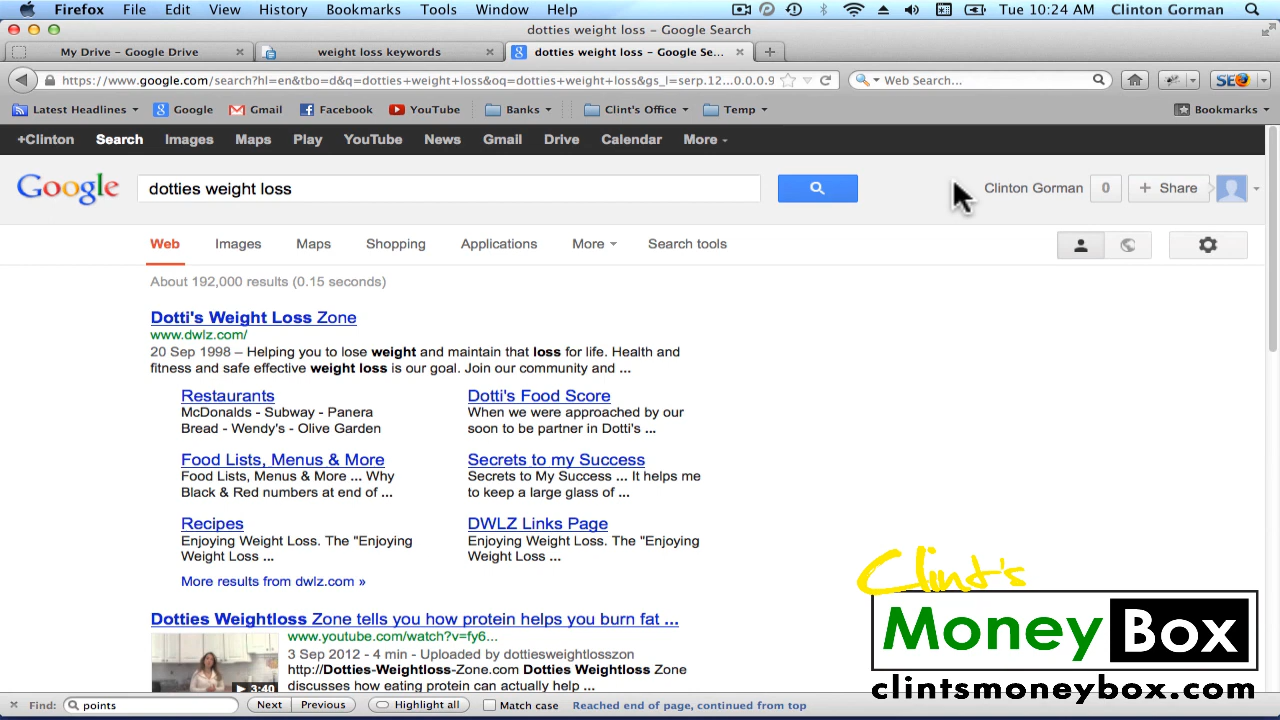 Firefox File Edit View History Bookmarks Tools Window Help Tue 10:24 AM Clinton Gorman
dotties weight loss – Google Search
My Drive – Google Drive × weight loss keywords × dotties weight loss – Google Se... × +
https://www.google.com/search?hl=en&tbo=d&q=dotties+weight+loss&oq=dotties+weight+loss&gs_l=serp.12...0.0.0.9 Web Search... SEO
Latest Headlines Google Gmail Facebook YouTube Banks Clint's Office Temp Bookmarks
+Clinton Search Images Maps Play YouTube News Gmail Drive Calendar More
Google dotties weight loss Clinton Gorman 0 + Share
Web Images Maps Shopping Applications More Search tools
About 192,000 results (0.15 seconds)
Dotti's Weight Loss Zone
www.dwlz.com/
20 Sep 1998 – Helping you to lose weight and maintain that loss for life. Health and
fitness and safe effective weight loss is our goal. Join our community and ...
Restaurants
McDonalds - Subway - Panera
Bread - Wendy's - Olive Garden
Dotti's Food Score
When we were approached by our
soon to be partner in Dotti's ...
Food Lists, Menus & More
Food Lists, Menus & More ... Why
Black & Red numbers at end of ...
Secrets to my Success
Secrets to My Success ... It helps me
to keep a large glass of ...
Recipes
Enjoying Weight Loss. The "Enjoying
Weight Loss ...
DWLZ Links Page
Enjoying Weight Loss. The "Enjoying
Weight Loss ...
More results from dwlz.com »
Dotties Weightloss Zone tells you how protein helps you burn fat ...
www.youtube.com/watch?v=fy6...
3 Sep 2012 - 4 min - Uploaded by dottiesweightlosszon
http://Dotties-Weightloss-Zone.com Dotties Weightloss Zone
discusses how eating protein can actually help ...
3:40
Clint's
Money Box
clintsmoneybox.com
× Find: points Next Previous Highlight all Match case Reached end of page, continued from top